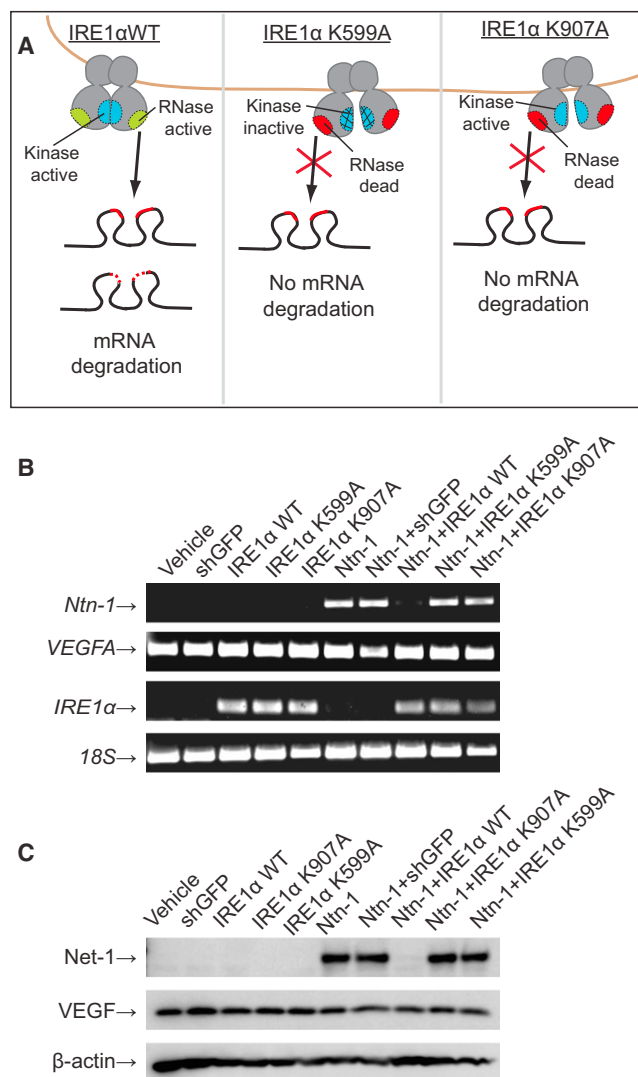 A
IRE1αWT
IRE1α K599A
IRE1α K907A
RNase
active
Kinase
active
Kinase
inactive
RNase
dead
Kinase
active
RNase
dead
mRNA
degradation
No mRNA
degradation
No mRNA
degradation
B
Vehicle
shGFP
IRE1α WT
IRE1α K599A
IRE1α K907A
Ntn-1
Ntn-1+shGFP
Ntn-1+IRE1α WT
Ntn-1+IRE1α K599A
Ntn-1+IRE1α K907A
Ntn-1→
VEGFA→
IRE1α→
18S→
C
Vehicle
shGFP
IRE1α WT
IRE1α K907A
IRE1α K599A
Ntn-1
Ntn-1+shGFP
Ntn-1+IRE1α WT
Ntn-1+IRE1α K907A
Ntn-1+IRE1α K599A
Net-1→
VEGF→
β-actin→